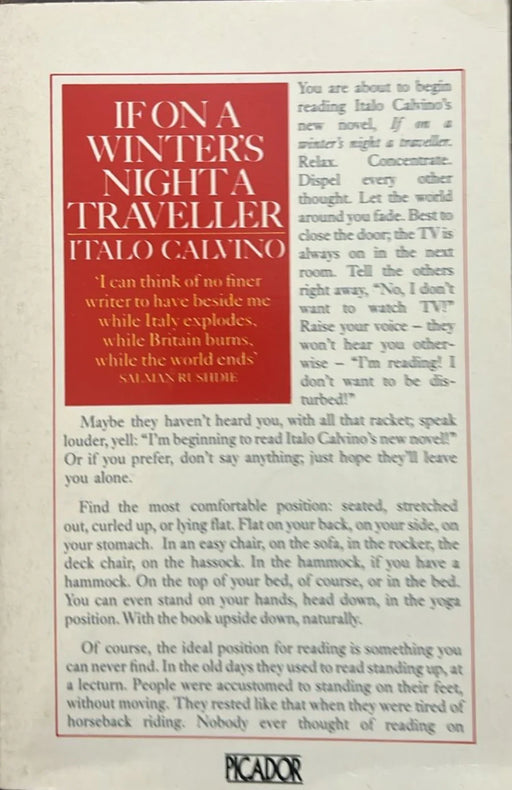 IF ON A
WINTER'S
NIGHT A
TRAVELLER
ITALO CALVINO
'I can think of no finer
writer to have beside me
while Italy explodes,
while Britain burns,
while the world ends'
SALMAN RUSHDIE
You are about to begin
reading Italo Calvino's
new novel, If on a
winter's night a traveller.
Relax. Concentrate.
Dispel every other
thought. Let the world
around you fade. Best to
close the door; the TV is
always on in the next
room. Tell the others
right away, "No, I don't
want to watch TV!"
Raise your voice – they
won't hear you other-
wise – "I'm reading! I
don't want to be dis-
turbed!"
Maybe they haven't heard you, with all that racket; speak
louder, yell: "I'm beginning to read Italo Calvino's new novel!"
Or if you prefer, don't say anything; just hope they'll leave
you alone.
Find the most comfortable position: seated, stretched
out, curled up, or lying flat. Flat on your back, on your side, on
your stomach. In an easy chair, on the sofa, in the rocker, the
deck chair, on the hassock. In the hammock, if you have a
hammock. On the top of your bed, of course, or in the bed.
You can even stand on your hands, head down, in the yoga
position. With the book upside down, naturally.
Of course, the ideal position for reading is something you
can never find. In the old days they used to read standing up, at
a lecturn. People were accustomed to standing on their feet,
without moving. They rested like that when they were tired of
horseback riding. Nobody ever thought of reading on
PICADOR